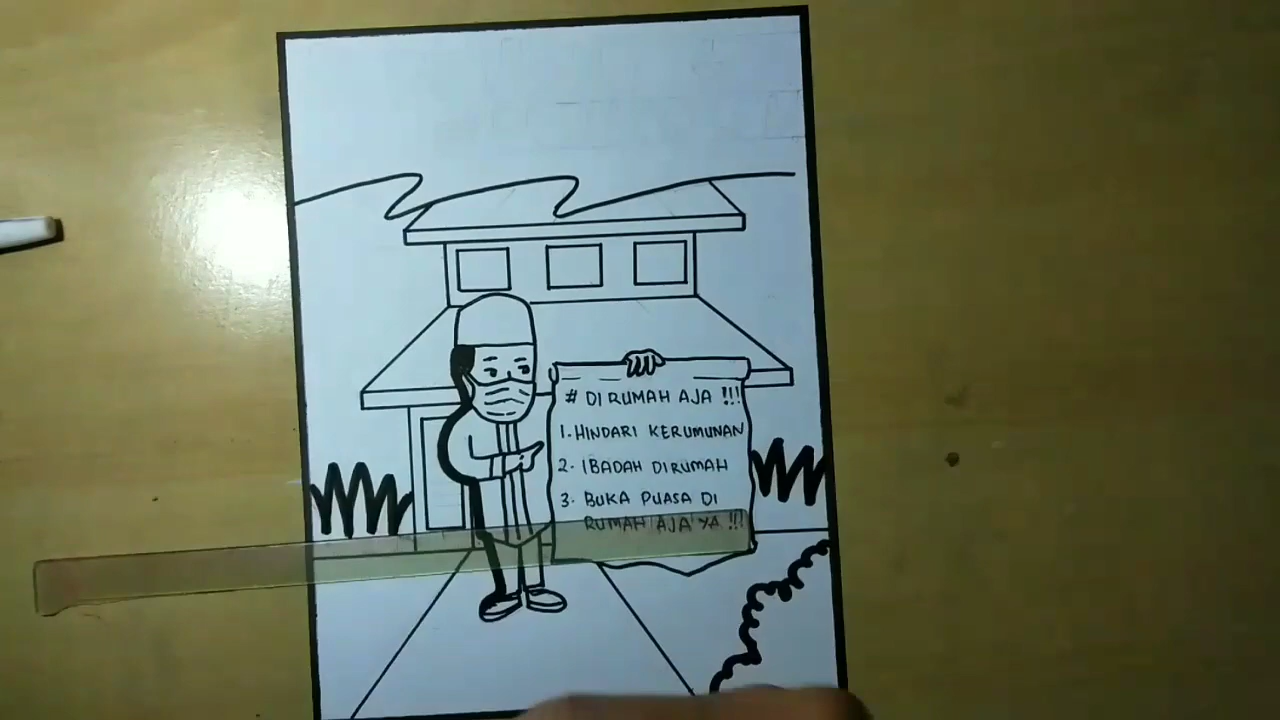 # DI RUMAH AJA !!!
1. HINDARI KERUMUNAN
2. IBADAH DIRUMAH
3. BUKA PUASA DI
RUMAH AJA YA !!!